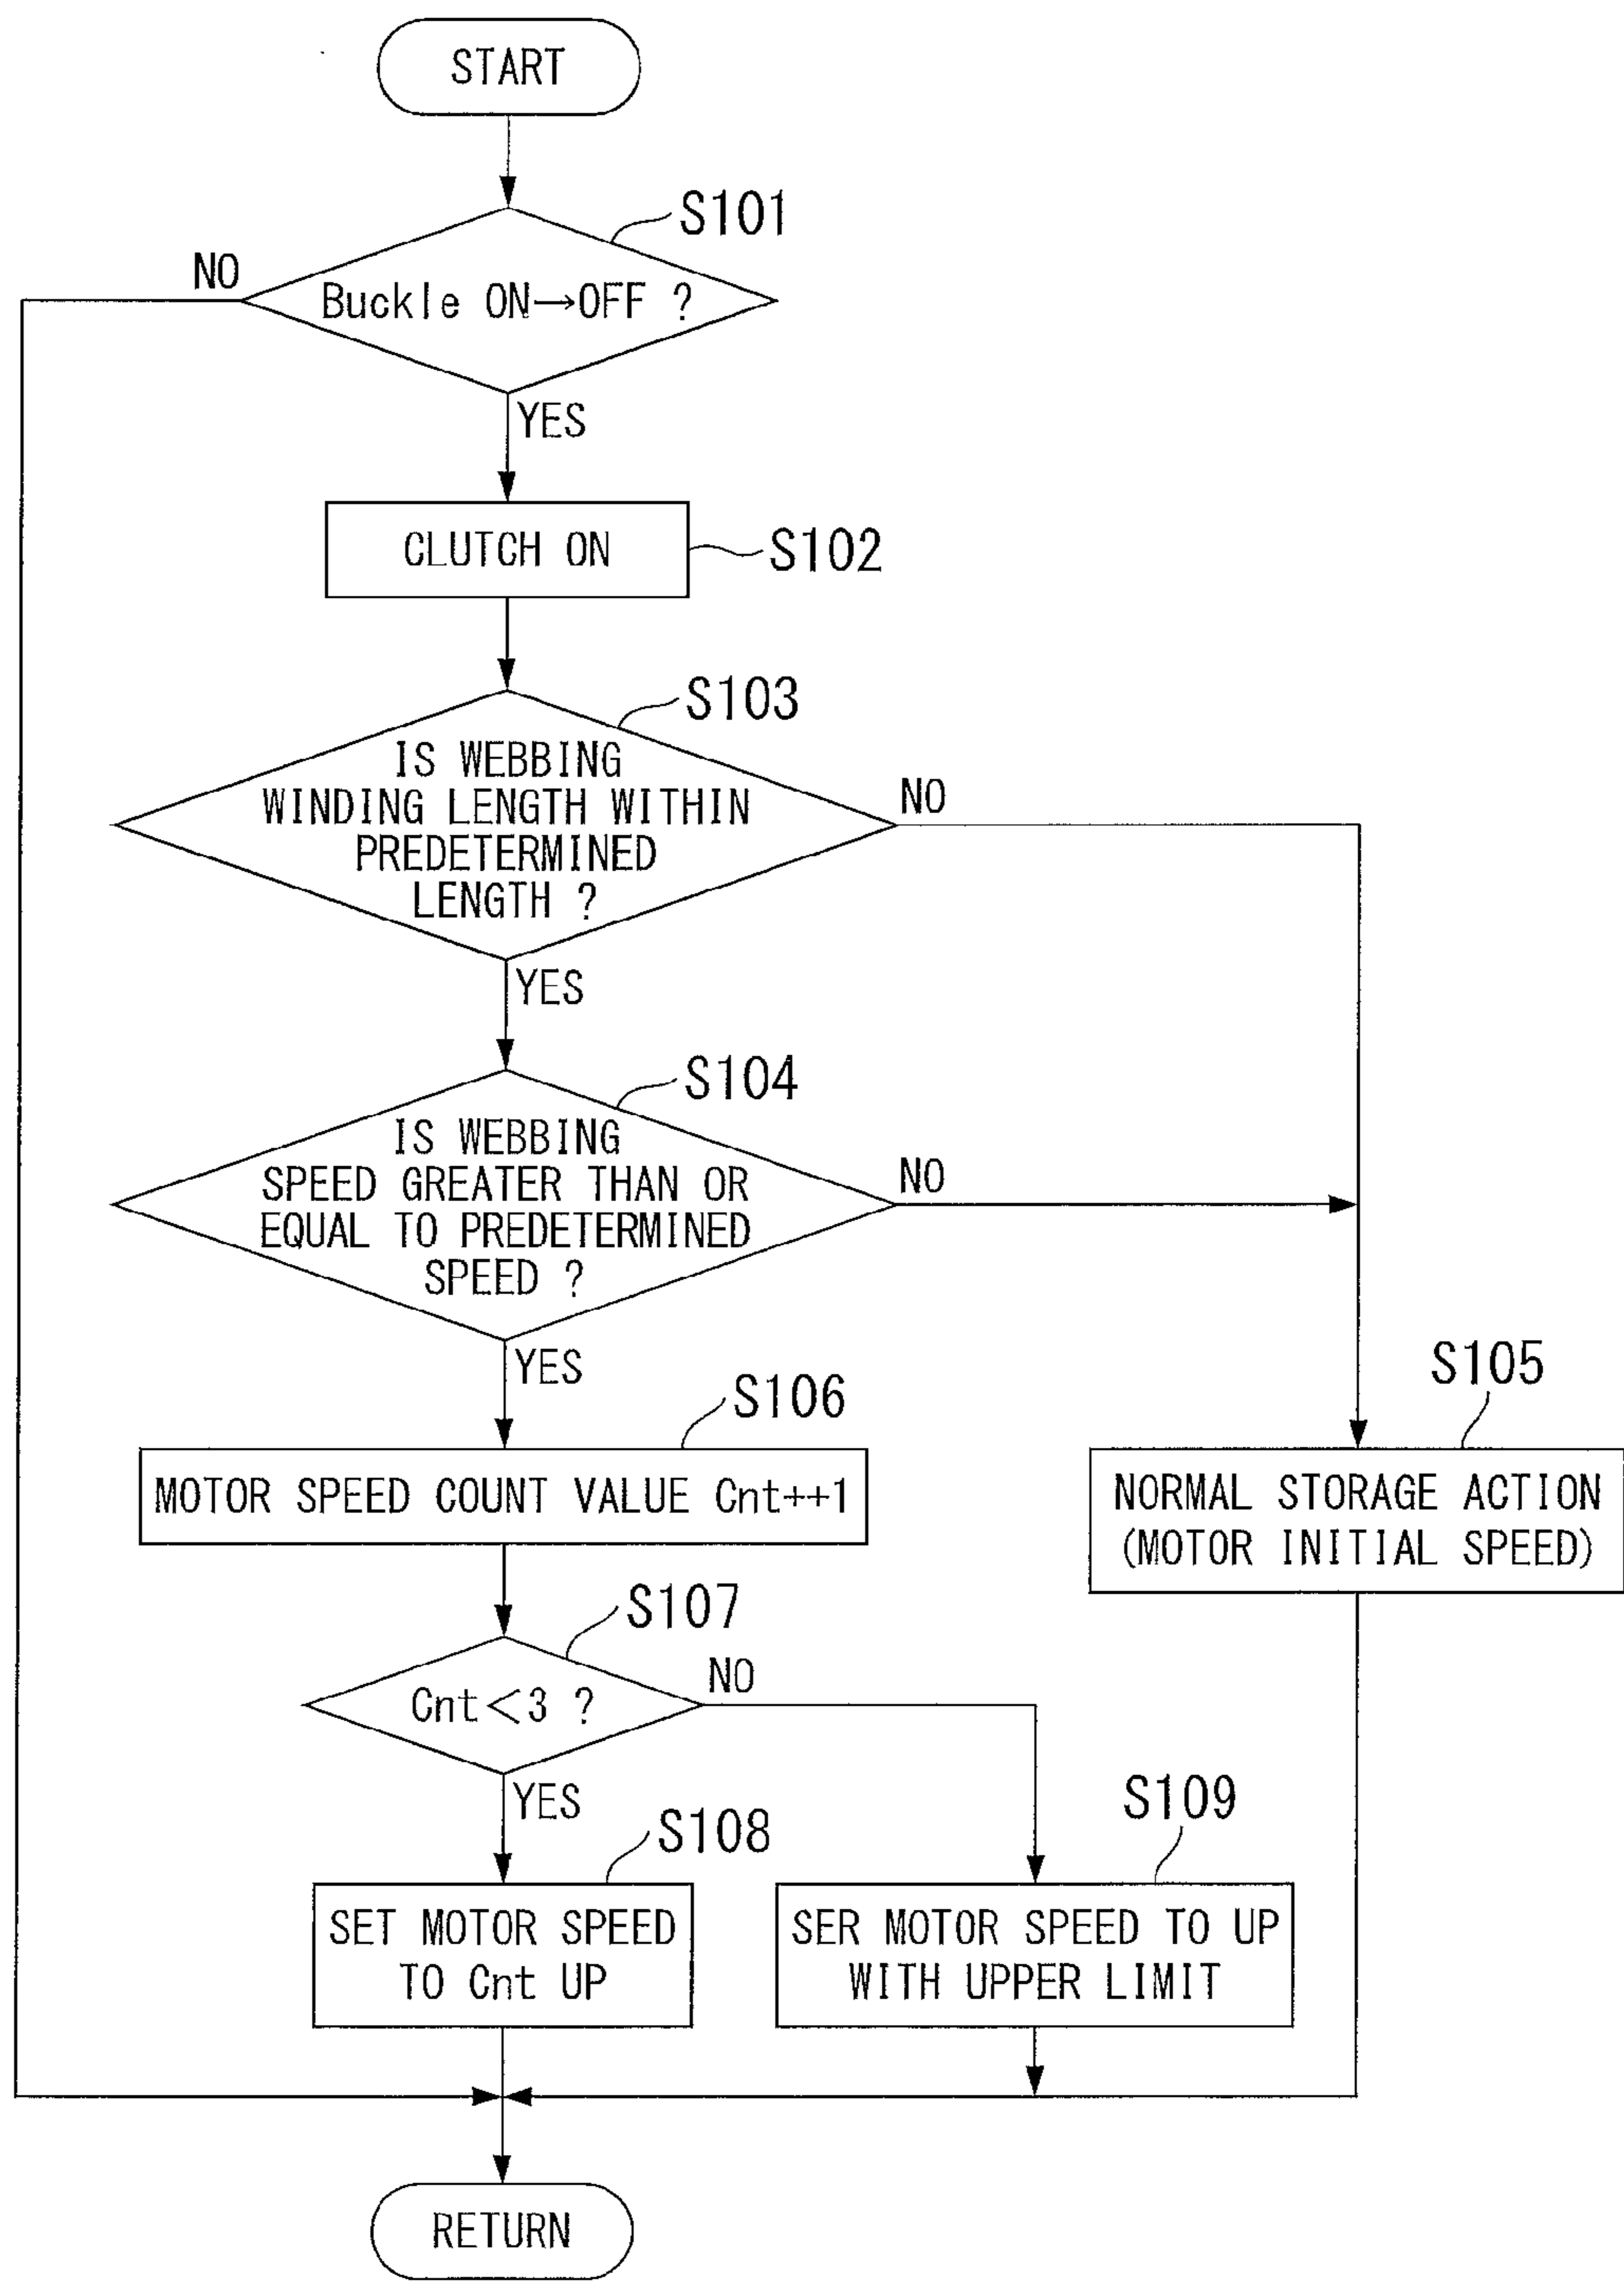 START
S101
NO
Buckle ON→OFF ?
YES
CLUTCH ON
S102
S103
IS WEBBING
WINDING LENGTH WITHIN
PREDETERMINED
LENGTH ?
NO
YES
S104
IS WEBBING
SPEED GREATER THAN OR
EQUAL TO PREDETERMINED
SPEED ?
NO
YES
S106
MOTOR SPEED COUNT VALUE Cnt++1
S105
NORMAL STORAGE ACTION
(MOTOR INITIAL SPEED)
S107
Cnt<3 ?
NO
YES
S108
SET MOTOR SPEED
TO Cnt UP
S109
SER MOTOR SPEED TO UP
WITH UPPER LIMIT
RETURN